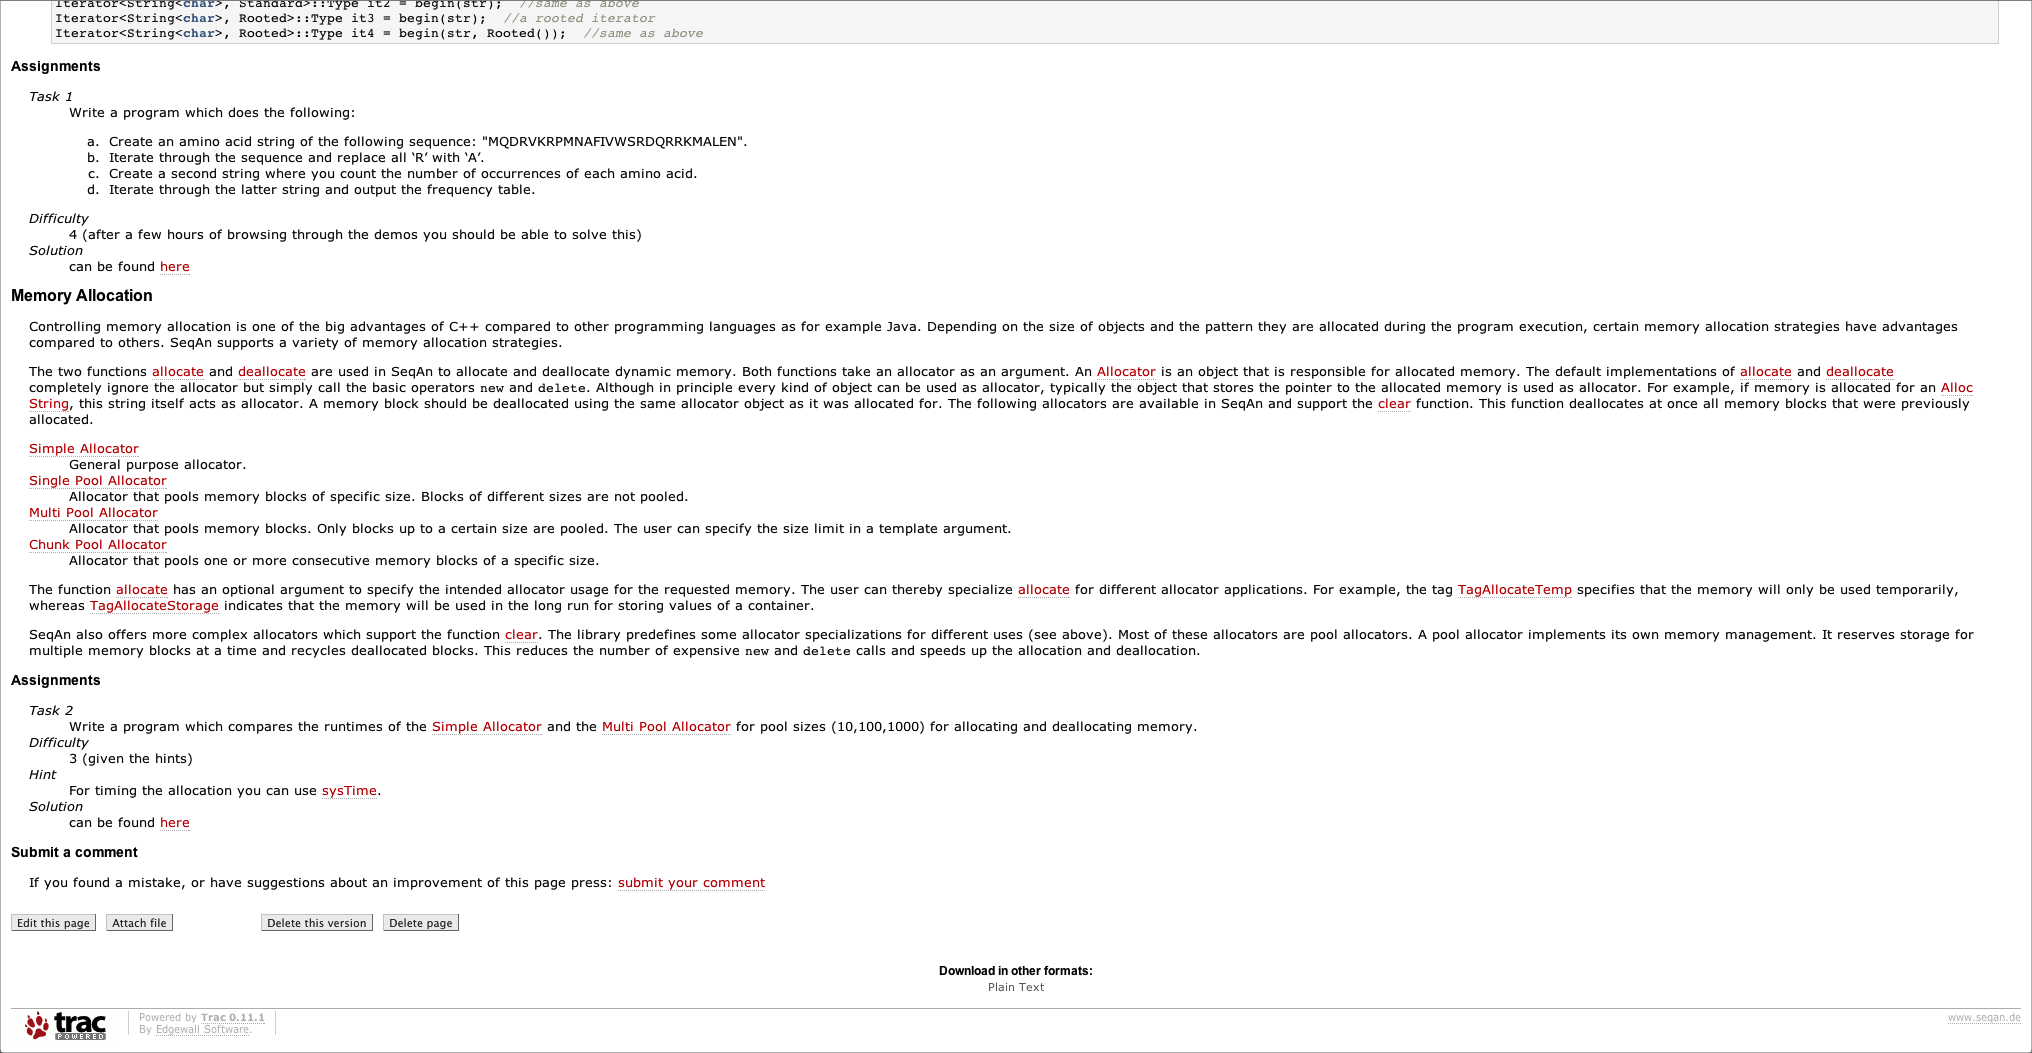 Iterator<String<char>, Standard>::Type it2 = begin(str);  //same as above
Iterator<String<char>, Rooted>::Type it3 = begin(str);  //a rooted iterator
Iterator<String<char>, Rooted>::Type it4 = begin(str, Rooted());  //same as above
Assignments
Task 1
Write a program which does the following:
a. Create an amino acid string of the following sequence: "MQDRVKRPMNAFIVWSRDQRRKMALEN".
b. Iterate through the sequence and replace all ‘R’ with ‘A’.
c. Create a second string where you count the number of occurrences of each amino acid.
d. Iterate through the latter string and output the frequency table.
Difficulty
4 (after a few hours of browsing through the demos you should be able to solve this)
Solution
can be found here
Memory Allocation
Controlling memory allocation is one of the big advantages of C++ compared to other programming languages as for example Java. Depending on the size of objects and the pattern they are allocated during the program execution, certain memory allocation strategies have advantages
compared to others. SeqAn supports a variety of memory allocation strategies.
The two functions allocate and deallocate are used in SeqAn to allocate and deallocate dynamic memory. Both functions take an allocator as an argument. An Allocator is an object that is responsible for allocated memory. The default implementations of allocate and deallocate
completely ignore the allocator but simply call the basic operators new and delete. Although in principle every kind of object can be used as allocator, typically the object that stores the pointer to the allocated memory is used as allocator. For example, if memory is allocated for an Alloc
String, this string itself acts as allocator. A memory block should be deallocated using the same allocator object as it was allocated for. The following allocators are available in SeqAn and support the clear function. This function deallocates at once all memory blocks that were previously
allocated.
Simple Allocator
General purpose allocator.
Single Pool Allocator
Allocator that pools memory blocks of specific size. Blocks of different sizes are not pooled.
Multi Pool Allocator
Allocator that pools memory blocks. Only blocks up to a certain size are pooled. The user can specify the size limit in a template argument.
Chunk Pool Allocator
Allocator that pools one or more consecutive memory blocks of a specific size.
The function allocate has an optional argument to specify the intended allocator usage for the requested memory. The user can thereby specialize allocate for different allocator applications. For example, the tag TagAllocateTemp specifies that the memory will only be used temporarily,
whereas TagAllocateStorage indicates that the memory will be used in the long run for storing values of a container.
SeqAn also offers more complex allocators which support the function clear. The library predefines some allocator specializations for different uses (see above). Most of these allocators are pool allocators. A pool allocator implements its own memory management. It reserves storage for
multiple memory blocks at a time and recycles deallocated blocks. This reduces the number of expensive new and delete calls and speeds up the allocation and deallocation.
Assignments
Task 2
Write a program which compares the runtimes of the Simple Allocator and the Multi Pool Allocator for pool sizes (10,100,1000) for allocating and deallocating memory.
Difficulty
3 (given the hints)
Hint
For timing the allocation you can use sysTime.
Solution
can be found here
Submit a comment
If you found a mistake, or have suggestions about an improvement of this page press: submit your comment
Edit this page Attach file Delete this version Delete page
Download in other formats:
Plain Text
trac POWERED
Powered by Trac 0.11.1
By Edgewall Software.
www.seqan.de